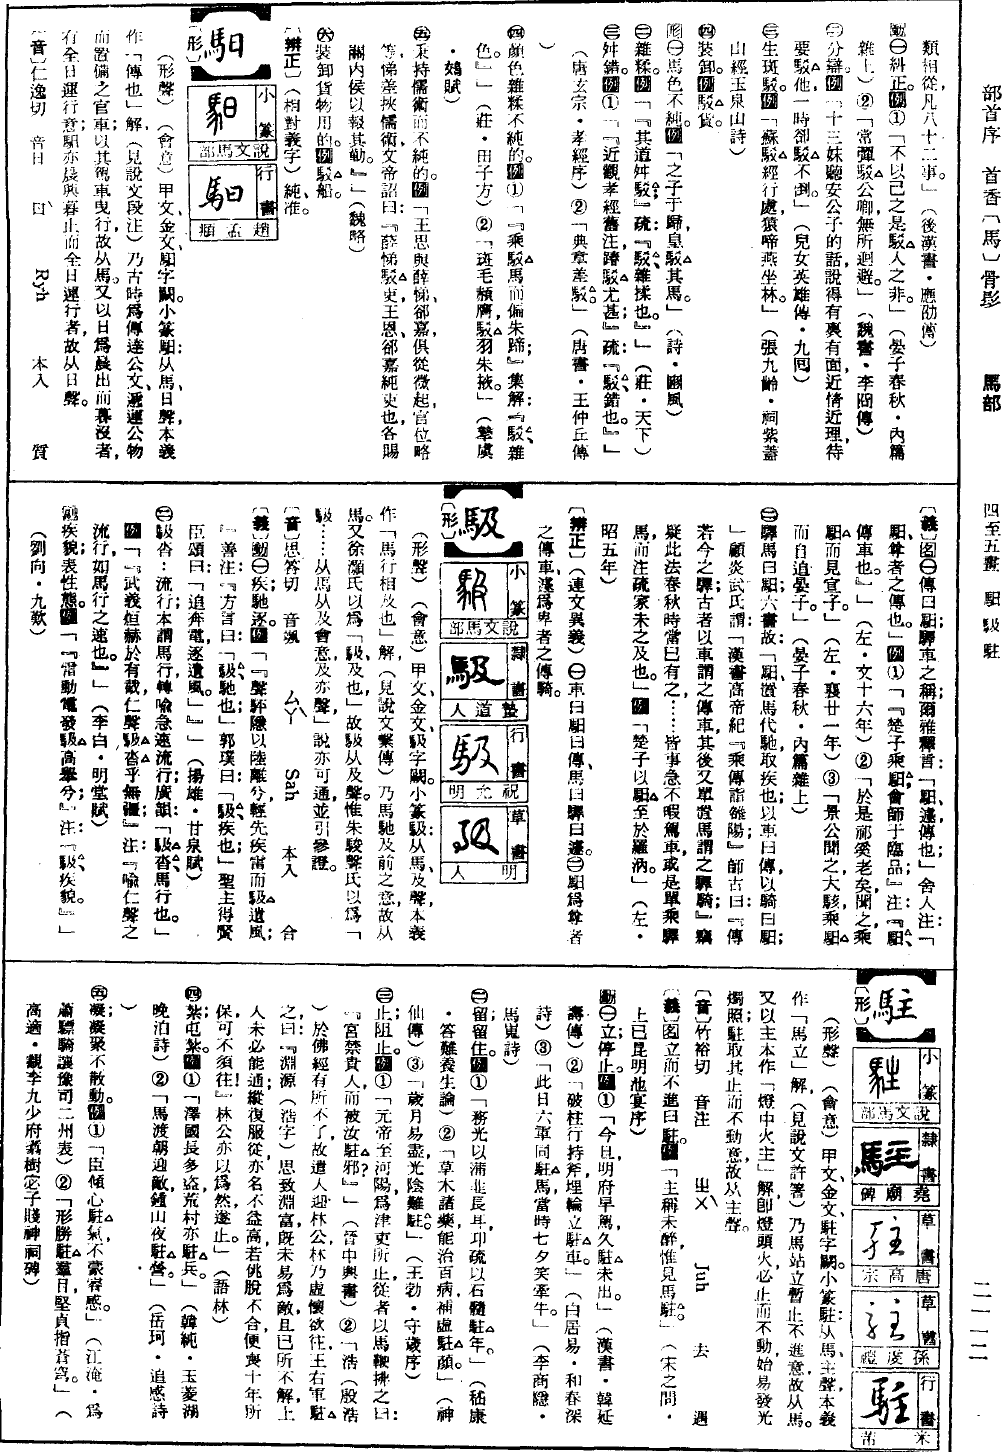 部首序 首香〔馬〕骨髟 馬部 四至五畫 馹馺駐 二一一二
類相從凡八十二事」(後漢書・應劭傳)
動㊀糾正。例①「不以己之是駁人之非。」(晏子春秋・內篇
雜上)②「常彈駁公卿無所迴避。」(魏書・李冏傳)
㊁分辯。例「十三妹聽安公子的話說得有裏有面近情近理待
要駁他一時卻駁不倒。」(兒女英雄傳・九回)
㊂生斑駁。例「蘇駁經行處猿啼燕坐林。」(張九齡・祠紫蓋
山經玉泉山詩)
㊃裝卸。例駁貨。
形㊀馬色不純。例「之子于歸,皇駁其馬。」(詩・豳風)
㊁雜糅。例「『其道舛駁。』疏:『駁,雜揉也。』」(莊・天下)
㊂舛錯。例①「『近觀孝經舊注踳駁尤甚;』疏:『駁,錯也。』」
(唐玄宗・孝經序)②「典章差駁。」(唐書・王仲丘傳
)
㊃顏色雜糅不純的。例①「『乘駁馬而偏朱蹄;』集解:『駁,雜
色。』」(莊・田子方)②「斑毛赬膺駁羽朱掖。」(摯虞
・鵕賦)
㊄秉持儒術而不純的。例「王思與薛悌、郤嘉俱從微起官位略
等悌差挾儒術文帝詔曰:『薛悌駁吏,王思、郤嘉純吏也,各賜
關內侯以報其勤。』」(魏略)
㊅裝卸貨物用的。例駁船。
〔辨正〕(相對義字)純、准。
馹
小篆 說文馬部
行書 趙孟頫
〔形〕
(形聲)(會意)甲文、金文馹字闕。小篆馹:从馬、日聲,本義
作「傳也」解,(見說文段注)乃古時爲傳達公文、遞運公物
而置備之官車,以其駕車曳行,故从馬。又以日爲晨出而暮沒者,
有全日運行意,馹亦晨興暮止而全日運行者,故从日聲。
〔音〕仁逸切 音日 ㄖˋ Ryh 本入 質
〔義〕名㊀傳曰馹,驛車之稱。爾雅釋言:「馹,遽傳也」舍人注:「
馹,尊者之傳也。」例①「『楚子乘馹,會師于臨品。』注:『馹,
傳車也。』」(左・文十六年)②「於是祁奚老矣,聞之,乘
馹而見宣子。」(左・襄廿一年)③「景公聞之大駭,乘馹
而自追晏子。」(晏子春秋・內篇雜上)
㊁驛馬曰馹,六書故:「馹,置馬代馳取疾也;以車曰傳,以騎曰馹;
」顧炎武氏謂:「漢書高帝紀『乘傳詣雒陽』師古曰:『傳
若今之驛,古者以車謂之傳車,其後又單置馬,謂之驛騎。』竊
疑此法春秋時當已有之……皆事急不暇駕車,或是單乘驛
馬,而注疏家未之及也。」例「楚子以馹至於羅汭。」(左・
昭五年)
〔辨正〕(連文異義)㊀車曰馹曰傳,馬曰驛曰遽。㊁馹爲尊者
之傳車,遽爲卑者之傳騎。
馺
小篆 說文馬部
隸書 墊道人
行書 祝允明
草書 明人
〔形〕
(形聲)(會意)甲文、金文馺字闕。小篆馺:从馬及聲,本義
作「馬行相及也」解,(見說文繫傳)乃馬馳及前之意,故从
馬。又徐灝氏以爲「馺,及也」故馺从及聲。惟朱駿聲氏以爲「
馺……从馬从及會意,及亦聲」說亦可通,並引參證。
〔音〕思答切 音颯 ㄙㄚˋ Sah 本入 合
〔義〕動㊀疾馳逐。例「『聲駍隱以陸離兮,輕先疾雷而馺遺風;
』善注:『方言曰:「馺,馳也」郭璞曰:「馺,疾也」聖主得賢
臣頌曰:「追奔電,逐遺風。」』」(揚雄・甘泉賦)
㊁馺沓:流行;本謂馬行,轉喻急速流行;廣韻:「馺沓,馬行也。」
例「『武義烜赫於有截,仁聲馺沓乎無疆。』注:『喻仁聲之
流行,如馬行之速也。』」(李白・明堂賦)
副疾貌;表性態。例「『雷動電發,馺高舉兮。』注:『馺,疾貌。』」
(劉向・九歎)
駐
小篆 說文馬部
隸書 堯廟碑
草書 唐高宗
草書 孫虔禮
行書 米芾
〔形〕
(形聲)(會意)甲文、金文駐字闕。小篆駐:从馬、主聲,本義
作「馬立」解,(見說文許箸)乃馬站立暫止不進意,故从馬。
又以主本作「燈中火主」解,卽燈頭火,必止而不動始易發光
燭照,駐取其止而不動意,故从主聲。
〔音〕竹裕切 音注 ㄓㄨˋ Juh 去 遇
〔義〕名立而不進曰駐。例「主稱未醉惟見馬駐。」(宋之問・
上巳昆明池宴序)
動㊀立,停止。例①「今旦明府早駕,久駐未出。」(漢書・韓延
壽傳)②「破柱行持斧,埋輪立駐車。」(白居易・和春深
詩)③「此日六軍同駐馬,當時七夕笑牽牛。」(李商隱・
馬嵬詩)
㊁留,留住。例①「務光以蒲韭長耳,卭疏以石髓駐年。」(嵇康
・答難養生論)②「草木諸藥,能治百病,補虛駐顏。」(神
仙傳)③「歲月易盡,光陰難駐。」(王勃・守歲序)
㊂止,阻止。例①「元帝至河陽,爲津吏所止,從者以馬鞭拂之曰:
『宮禁貴人,而被汝駐邪』」(晉中興書)②「浩(殷浩
)於佛經有所不了,故遣人迎林公,林乃虛懷欲往,王右軍駐
之曰:『淵源(浩字)思致淵富,旣未易爲敵,且己所不解,上
人未必能通,縱復服從,亦名不益高,若佻脫不合,便喪十年所
保,可不須往!』林公亦以爲然,遂止。」(語林)
㊃紮,屯紮。例①「澤國長多盜,荒村亦駐兵。」(韓純・玉菱湖
晚泊詩)②「馬渡朝迎敵,鍾山夜駐營。」(岳珂・追感詩
)
㊄凝,凝聚不散動。例①「臣傾心駐氣,不蒙睿感。」(江淹・爲
蕭驃騎讓豫司二州表)②「形勝駐羣目,堅貞指蒼穹。」(
高適・觀李九少府翥樹宓子賤神祠碑)